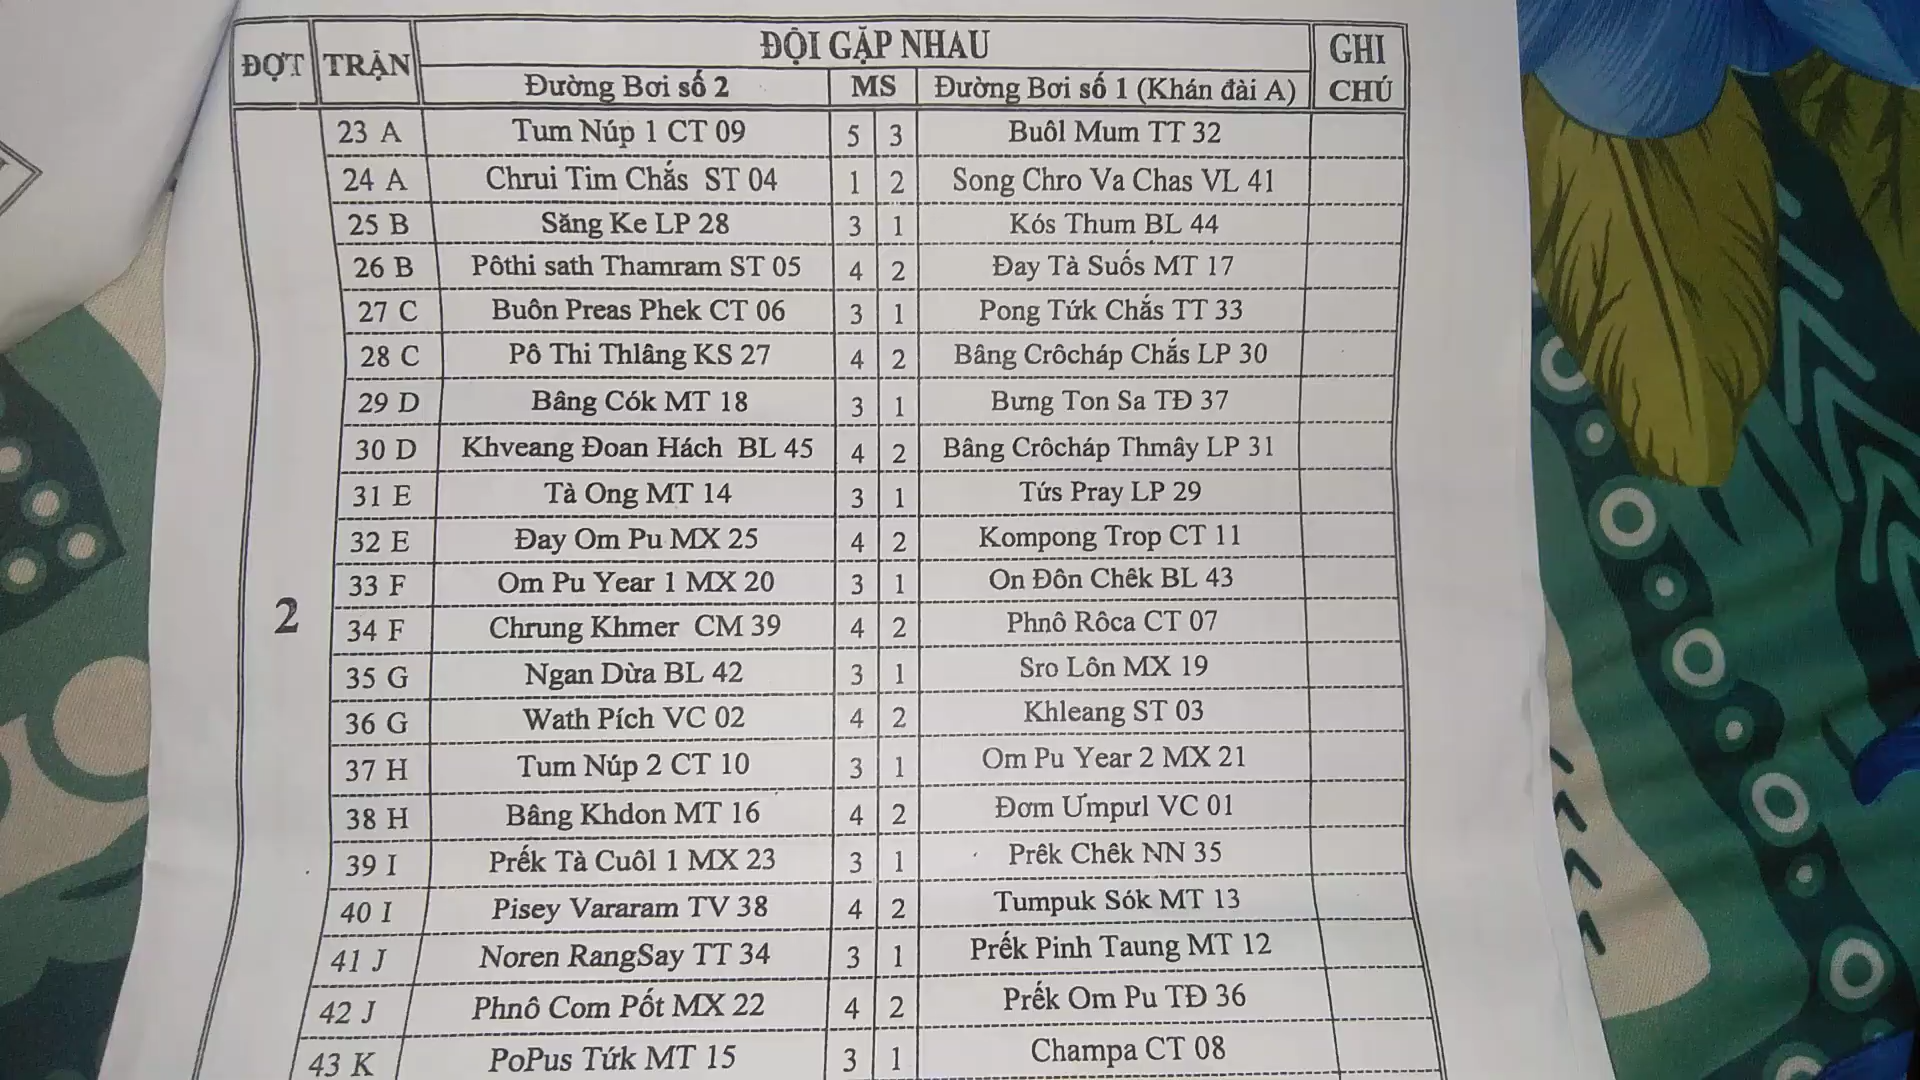 ĐỢT TRẬN ĐỘI GẶP NHAU GHI CHÚ
Đường Bơi số 2 MS Đường Bơi số 1 (Khán đài A)
2
23 A Tum Núp 1 CT 09 5 3 Buôl Mum TT 32
24 A Chrui Tim Chắs ST 04 1 2 Song Chro Va Chas VL 41
25 B Săng Ke LP 28 3 1 Kós Thum BL 44
26 B Pôthi sath Thamram ST 05 4 2 Đay Tà Suốs MT 17
27 C Buôn Preas Phek CT 06 3 1 Pong Tứk Chắs TT 33
28 C Pô Thi Thlâng KS 27 4 2 Bâng Crôcháp Chắs LP 30
29 D Bâng Cók MT 18 3 1 Bưng Ton Sa TĐ 37
30 D Khveang Đoan Hách BL 45 4 2 Bâng Crôcháp Thmây LP 31
31 E Tà Ong MT 14 3 1 Tứs Pray LP 29
32 E Đay Om Pu MX 25 4 2 Kompong Trop CT 11
33 F Om Pu Year 1 MX 20 3 1 On Đôn Chêk BL 43
34 F Chrung Khmer CM 39 4 2 Phnô Rôca CT 07
35 G Ngan Dừa BL 42 3 1 Sro Lôn MX 19
36 G Wath Pích VC 02 4 2 Khleang ST 03
37 H Tum Núp 2 CT 10 3 1 Om Pu Year 2 MX 21
38 H Bâng Khdon MT 16 4 2 Đơm Ưmpưl VC 01
39 I Prếk Tà Cuôl 1 MX 23 3 1 Prêk Chêk NN 35
40 I Pisey Vararam TV 38 4 2 Tumpuk Sók MT 13
41 J Noren RangSay TT 34 3 1 Prếk Pinh Taung MT 12
42 J Phnô Com Pốt MX 22 4 2 Prếk Om Pu TĐ 36
43 K PoPus Tứk MT 15 3 1 Champa CT 08